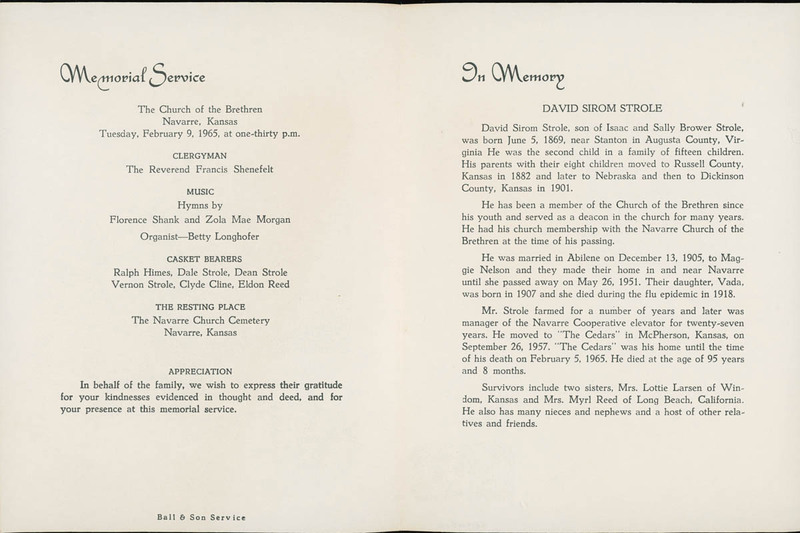 Memorial Service
The Church of the Brethren
Navarre, Kansas
Tuesday, February 9, 1965, at one-thirty p.m.
CLERGYMAN
The Reverend Francis Shenefelt
MUSIC
Hymns by
Florence Shank and Zola Mae Morgan
Organist—Betty Longhofer
CASKET BEARERS
Ralph Himes, Dale Strole, Dean Strole
Vernon Strole, Clyde Cline, Eldon Reed
THE RESTING PLACE
The Navarre Church Cemetery
Navarre, Kansas
APPRECIATION
In behalf of the family, we wish to express their gratitude
for your kindnesses evidenced in thought and deed, and for
your presence at this memorial service.
Ball & Son Service
In Memory
DAVID SIROM STROLE
David Sirom Strole, son of Isaac and Sally Brower Strole,
was born June 5, 1869, near Stanton in Augusta County, Vir-
ginia He was the second child in a family of fifteen children.
His parents with their eight children moved to Russell County,
Kansas in 1882 and later to Nebraska and then to Dickinson
County, Kansas in 1901.
He has been a member of the Church of the Brethren since
his youth and served as a deacon in the church for many years.
He had his church membership with the Navarre Church of the
Brethren at the time of his passing.
He was married in Abilene on December 13, 1905, to Mag-
gie Nelson and they made their home in and near Navarre
until she passed away on May 26, 1951. Their daughter, Vada,
was born in 1907 and she died during the flu epidemic in 1918.
Mr. Strole farmed for a number of years and later was
manager of the Navarre Cooperative elevator for twenty-seven
years. He moved to "The Cedars" in McPherson, Kansas, on
September 26, 1957. "The Cedars" was his home until the time
of his death on February 5, 1965. He died at the age of 95 years
and 8 months.
Survivors include two sisters, Mrs. Lottie Larsen of Win-
dom, Kansas and Mrs. Myrl Reed of Long Beach, California.
He also has many nieces and nephews and a host of other rela-
tives and friends.